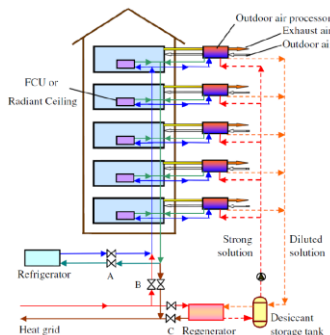 Outdoor air processor
Exhaust air
Outdoor air
FCU or
Radiant Ceiling
Strong
solution
Diluted
solution
Refrigerator
A
B
C
Heat grid
Regenerator
Desiccant
storage tank